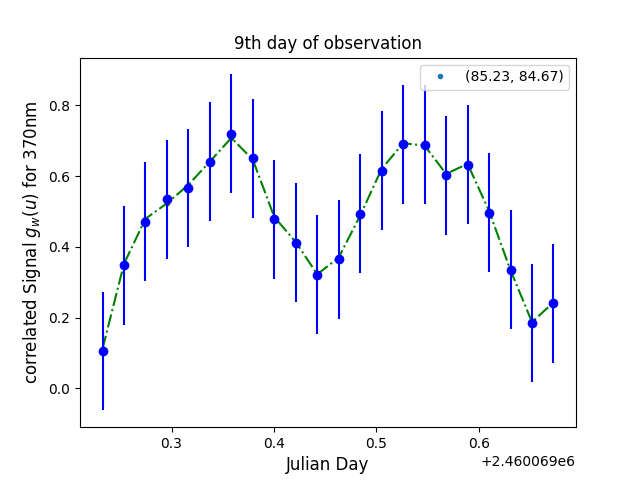 9th day of observation
(85.23, 84.67)
correlated Signal g_w(u) for 370nm
0.8
0.6
0.4
0.2
0.0
0.3 0.4 0.5 0.6
+2.460069e6
Julian Day